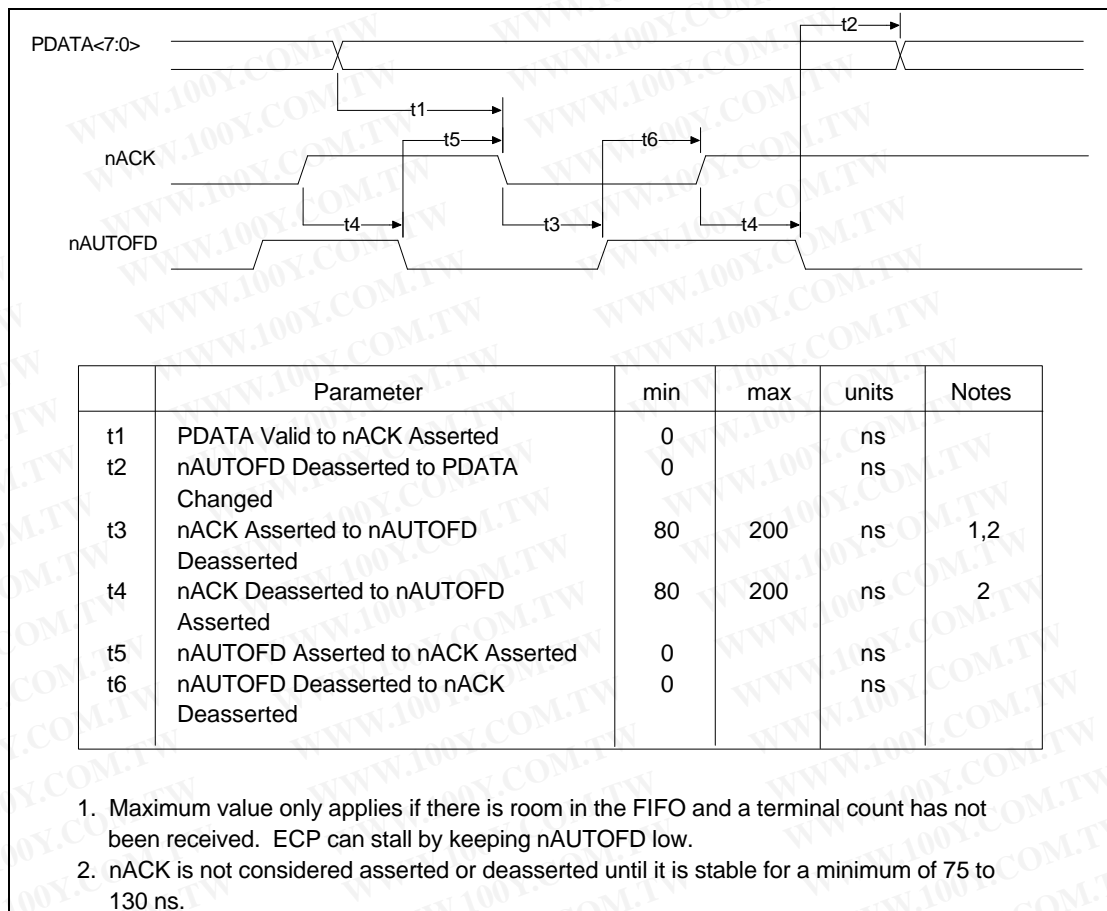 t2
PDATA<7:0>
t1
t5 t6
nACK
t4 t3 t4
nAUTOFD
Parameter min max units Notes
t1 PDATA Valid to nACK Asserted 0 ns
t2 nAUTOFD Deasserted to PDATA 0 ns
Changed
t3 nACK Asserted to nAUTOFD 80 200 ns 1,2
Deasserted
t4 nACK Deasserted to nAUTOFD 80 200 ns 2
Asserted
t5 nAUTOFD Asserted to nACK Asserted 0 ns
t6 nAUTOFD Deasserted to nACK 0 ns
Deasserted
1. Maximum value only applies if there is room in the FIFO and a terminal count has not
been received. ECP can stall by keeping nAUTOFD low.
2. nACK is not considered asserted or deasserted until it is stable for a minimum of 75 to
130 ns.
WWW.100Y.COM.TW